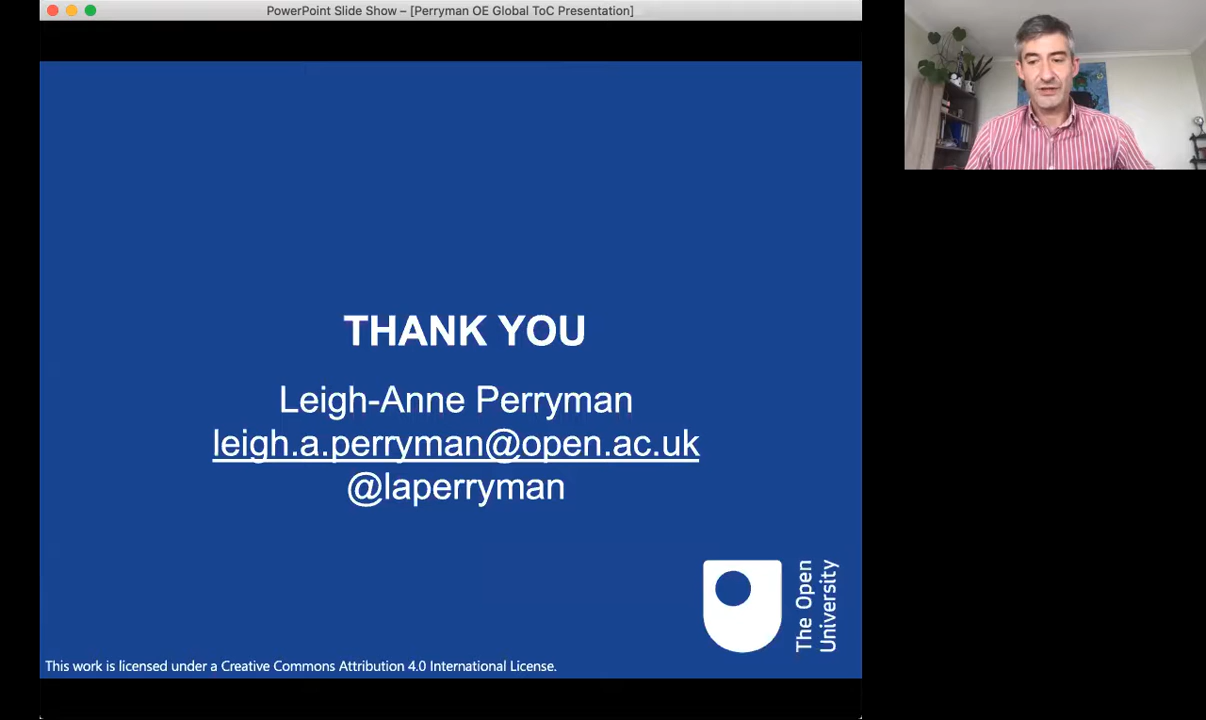 PowerPoint Slide Show – [Perryman OE Global ToC Presentation]
THANK YOU
Leigh-Anne Perryman
leigh.a.perryman@open.ac.uk
@laperryman
The Open
University
This work is licensed under a Creative Commons Attribution 4.0 International License.